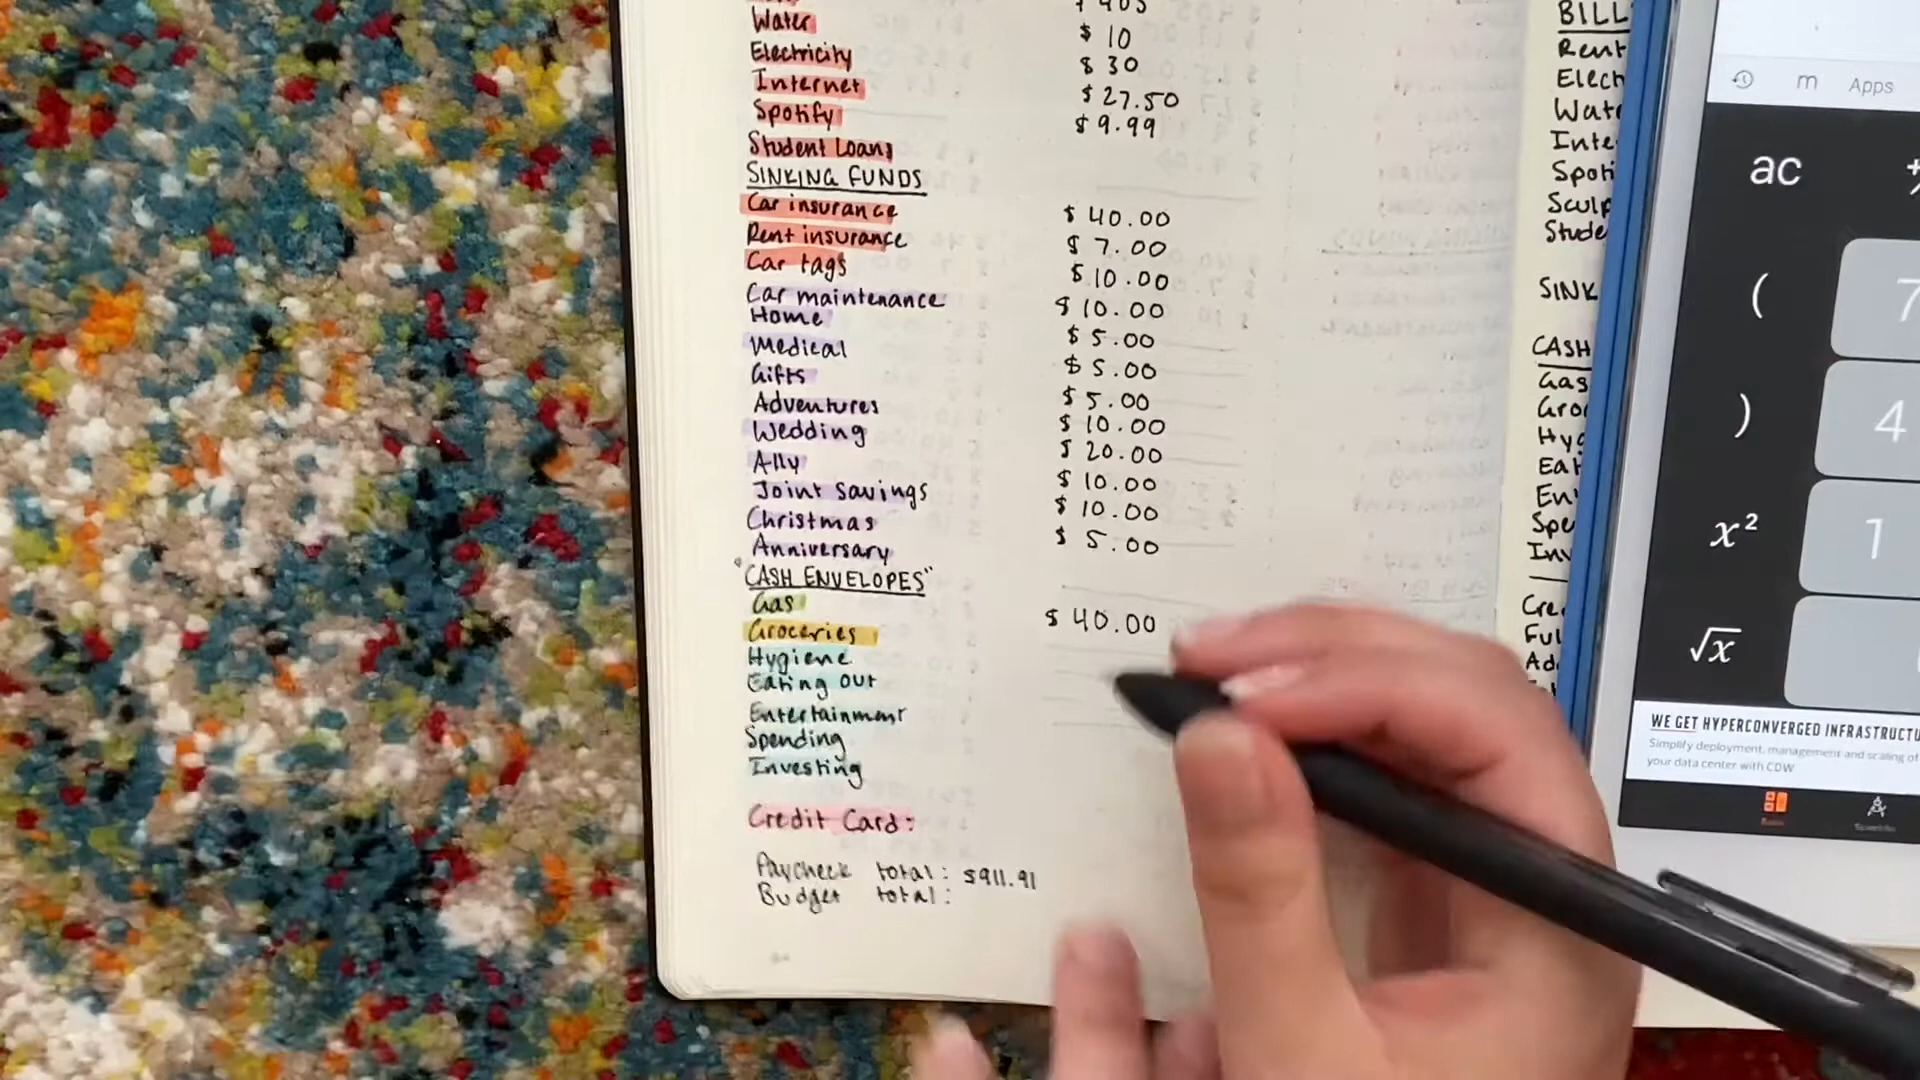 $ 405
Water $ 10
Electricity $ 30
Internet $ 27.50
Spotify $ 9.99
Student Loans
SINKING FUNDS
Car insurance $ 40.00
Rent insurance $ 7.00
Car tags $ 10.00
Car maintenance $ 10.00
Home $ 5.00
Medical $ 5.00
Gifts $ 5.00
Adventures $ 10.00
Wedding $ 20.00
Ally $ 10.00
Joint Savings $ 10.00
Christmas $ 5.00
Anniversary
"CASH ENVELOPES"
Gas $ 40.00
Groceries
Hygiene
Eating out
Entertainment
Spending
Investing
Credit Card:
Paycheck total: $911.91
Budget total:
BILL
Rent
Elech
Wate
Inte
Spoti
Sculp
Stude
SINK
CASH
Gas
Gro
Hyg
Eat
En
Spe
Inv
Cre
Ful
Ad
m Apps
ac
( 7
) 4
x² 1
√x
WE GET HYPERCONVERGED INFRASTRUCTU
Simplify deployment, management and scaling of
your data center with CDW